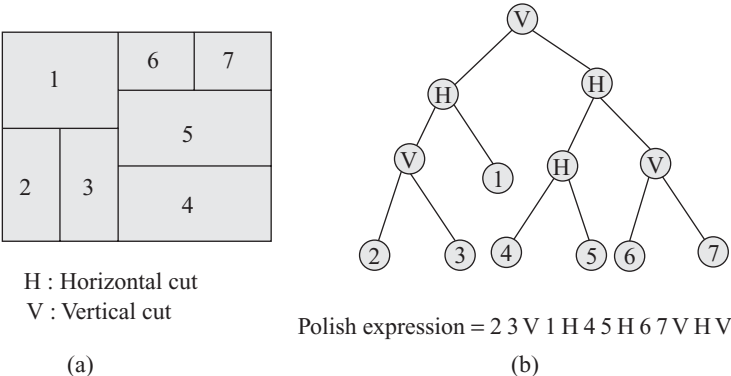 1
6 7
5
2 3
4
H : Horizontal cut
V : Vertical cut
(a)
V
H H
V 1 H V
2 3 4 5 6 7
Polish expression = 2 3 V 1 H 4 5 H 6 7 V H V
(b)